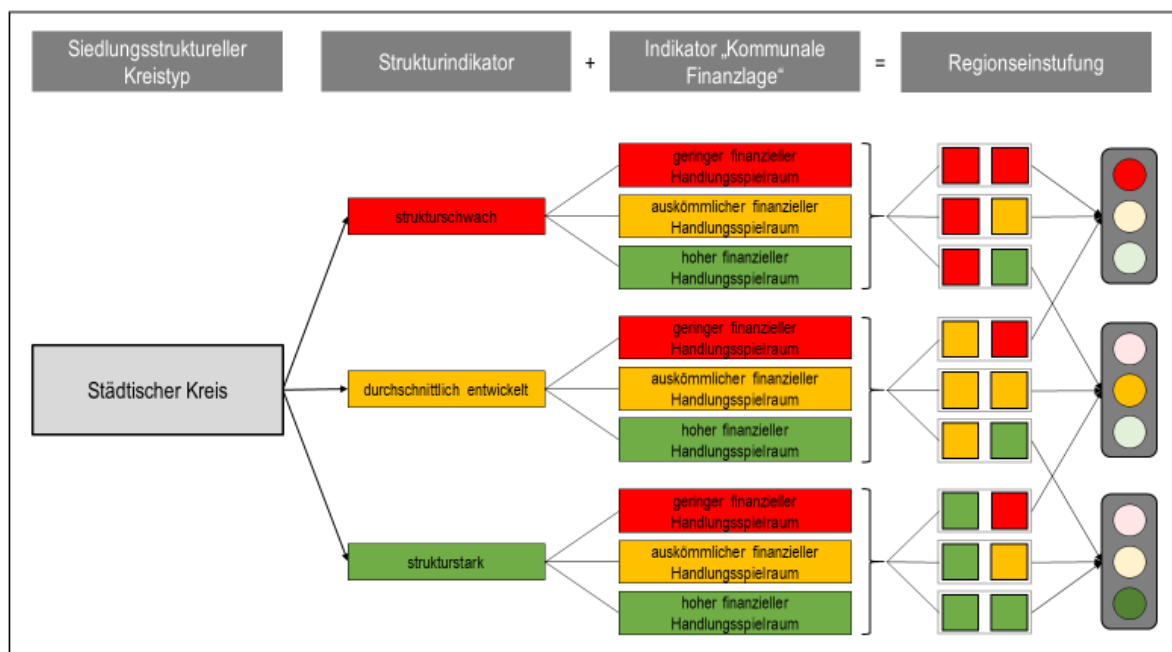 Siedlungsstruktureller
Kreistyp
Strukturindikator
+
Indikator „Kommunale
Finanzlage“
=
Regionseinstufung
Städtischer Kreis
strukturschwach
geringer finanzieller
Handlungsspielraum
auskömmlicher finanzieller
Handlungsspielraum
hoher finanzieller
Handlungsspielraum
durchschnittlich entwickelt
geringer finanzieller
Handlungsspielraum
auskömmlicher finanzieller
Handlungsspielraum
hoher finanzieller
Handlungsspielraum
strukturstark
geringer finanzieller
Handlungsspielraum
auskömmlicher finanzieller
Handlungsspielraum
hoher finanzieller
Handlungsspielraum